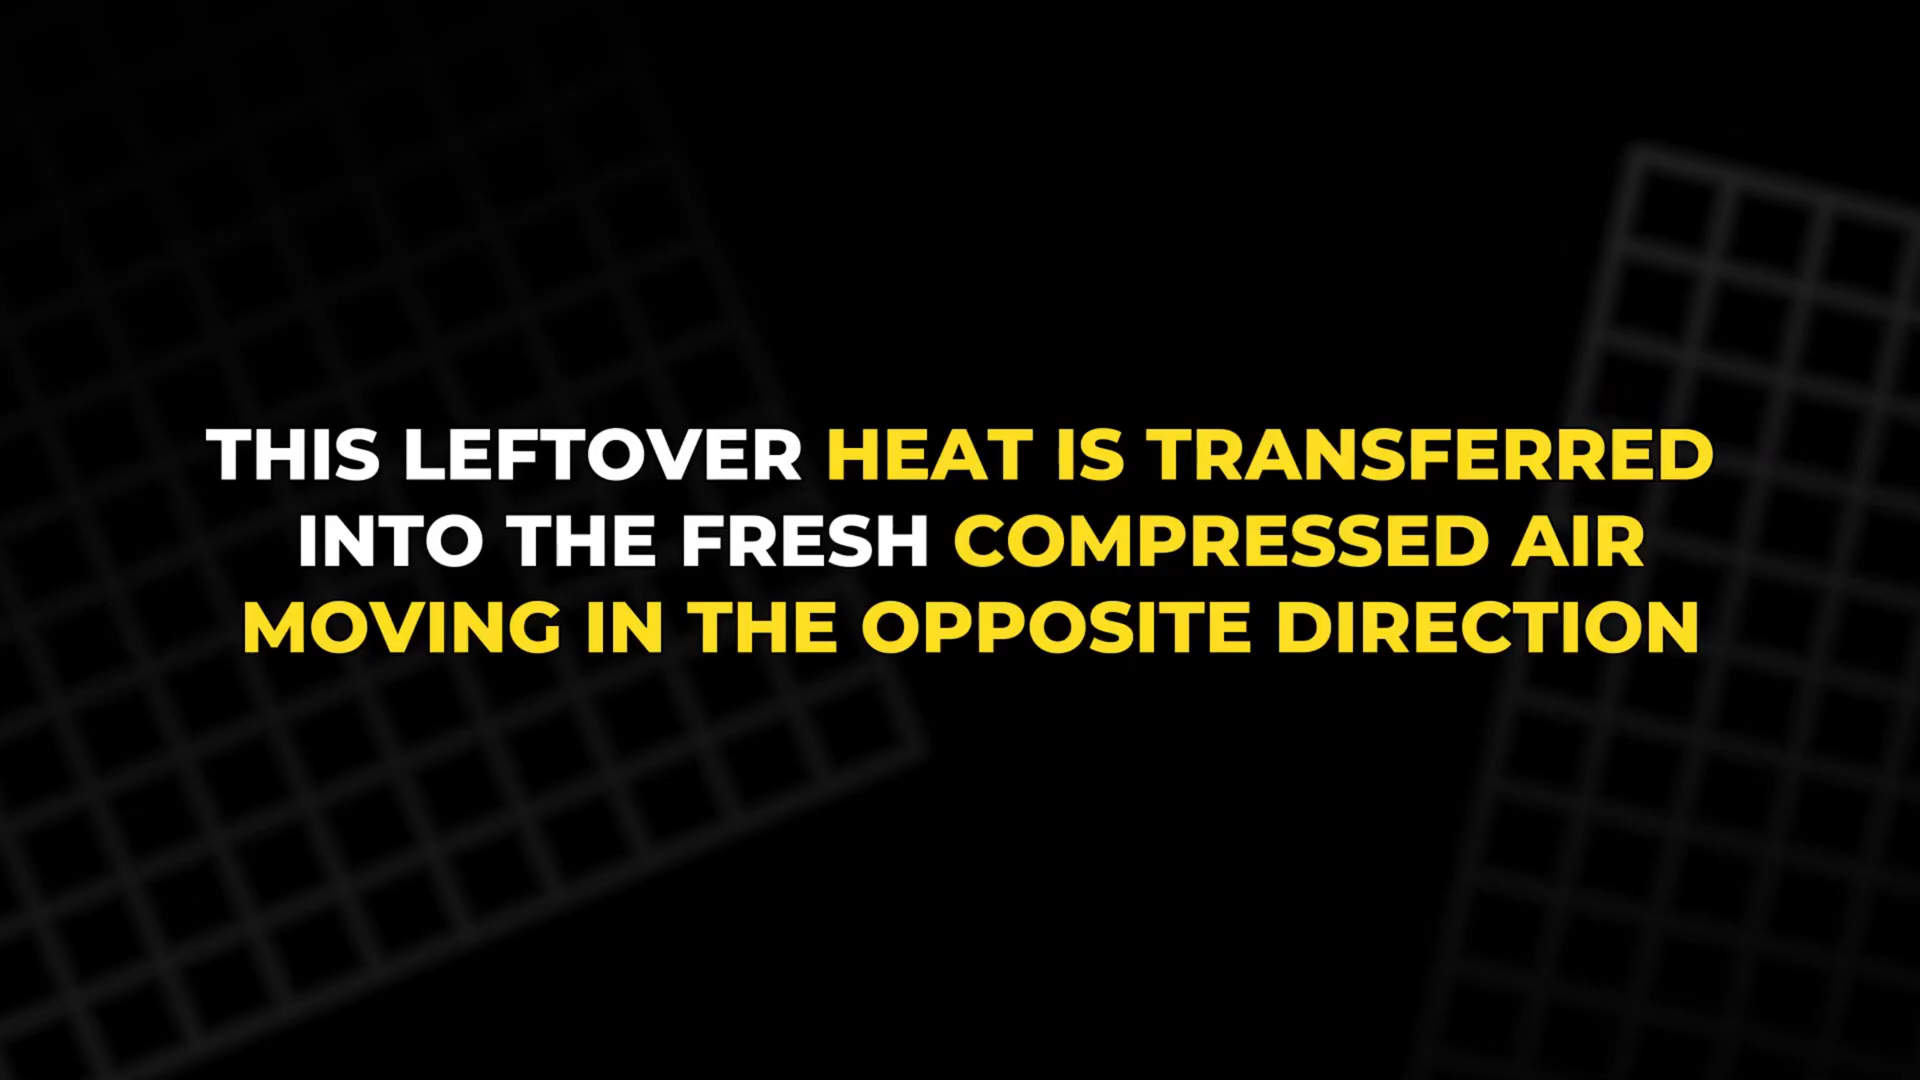 THIS LEFTOVER HEAT IS TRANSFERRED
INTO THE FRESH COMPRESSED AIR
MOVING IN THE OPPOSITE DIRECTION